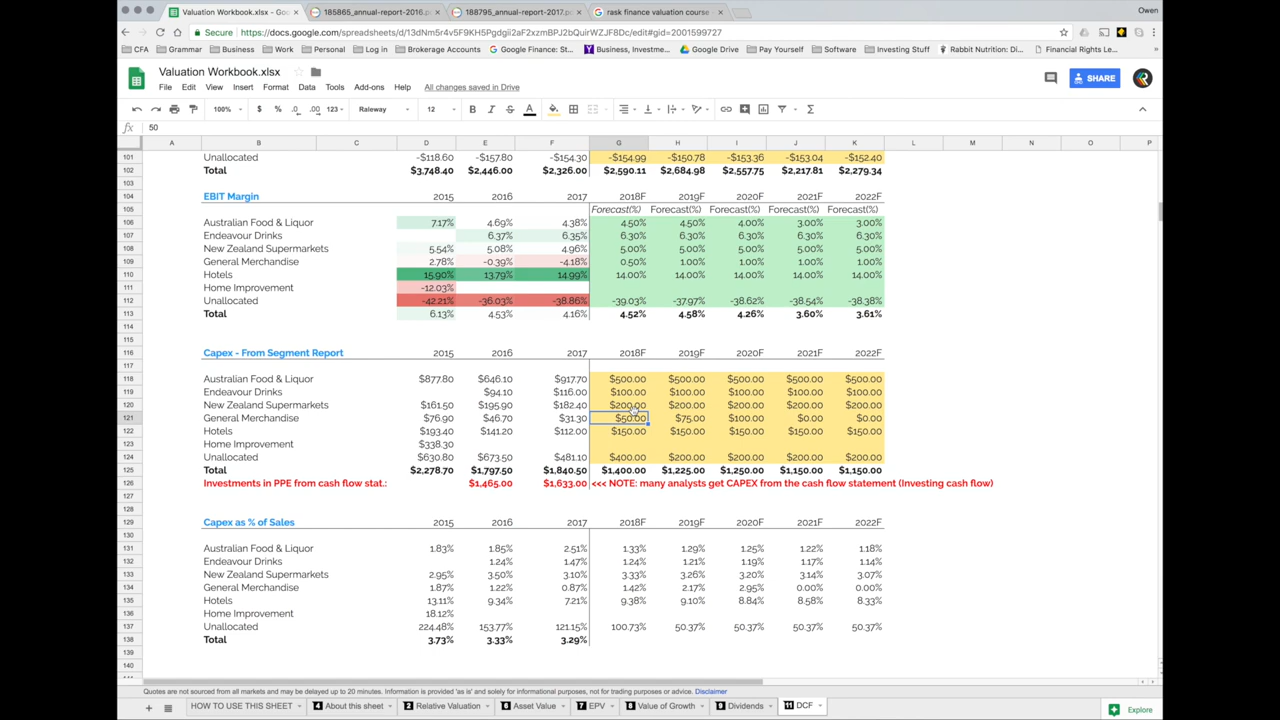 Valuation Workbook.xlsx - Goo
185865_annual-report-2016.p
188795_annual-report-2017.p
rask finance valuation course
Owen
Secure
https://docs.google.com/spreadsheets/d/13dNm5r4v5F9KH5Pgdgii2aF2xzmBPJ2bQuirWZJF8Dc/edit#gid=2001599727
CFA Grammar Business Work Personal Log in Brokerage Accounts Google Finance: St... Business, Investme... Google Drive Pay Yourself Software Investing Stuff Rabbit Nutrition: Di... Financial Rights Le...
Valuation Workbook.xlsx
File Edit View Insert Format Data Tools Add-ons Help All changes saved in Drive
SHARE
100% $ % .0 .00 123 Raleway 12 B I S A
fx 50
A B C D E F G H I J K L M N O P
101 Unallocated -$118.60 -$157.80 -$154.30 -$154.99 -$150.78 -$153.36 -$153.04 -$152.40
102 Total $3,748.40 $2,446.00 $2,326.00 $2,590.11 $2,684.98 $2,557.75 $2,217.81 $2,279.34
103
104 EBIT Margin 2015 2016 2017 2018F 2019F 2020F 2021F 2022F
105 Forecast(%) Forecast(%) Forecast(%) Forecast(%) Forecast(%)
106 Australian Food & Liquor 7.17% 4.69% 4.38% 4.50% 4.50% 4.00% 3.00% 3.00%
107 Endeavour Drinks 6.37% 6.35% 6.30% 6.30% 6.30% 6.30% 6.30%
108 New Zealand Supermarkets 5.54% 5.08% 4.96% 5.00% 5.00% 5.00% 5.00% 5.00%
109 General Merchandise 2.78% -0.39% -4.18% 0.50% 1.00% 1.00% 1.00% 1.00%
110 Hotels 15.90% 13.79% 14.99% 14.00% 14.00% 14.00% 14.00% 14.00%
111 Home Improvement -12.03%
112 Unallocated -42.21% -36.03% -38.86% -39.03% -37.97% -38.62% -38.54% -38.38%
113 Total 6.13% 4.53% 4.16% 4.52% 4.58% 4.26% 3.60% 3.61%
114
115
116 Capex - From Segment Report 2015 2016 2017 2018F 2019F 2020F 2021F 2022F
117
118 Australian Food & Liquor $877.80 $646.10 $917.70 $500.00 $500.00 $500.00 $500.00 $500.00
119 Endeavour Drinks $94.10 $116.00 $100.00 $100.00 $100.00 $100.00 $100.00
120 New Zealand Supermarkets $161.50 $195.90 $182.40 $200.00 $200.00 $200.00 $200.00 $200.00
121 General Merchandise $76.90 $46.70 $31.30 $50.00 $75.00 $100.00 $0.00 $0.00
122 Hotels $193.40 $141.20 $112.00 $150.00 $150.00 $150.00 $150.00 $150.00
123 Home Improvement $338.30
124 Unallocated $630.80 $673.50 $481.10 $400.00 $200.00 $200.00 $200.00 $200.00
125 Total $2,278.70 $1,797.50 $1,840.50 $1,400.00 $1,225.00 $1,250.00 $1,150.00 $1,150.00
126 Investments in PPE from cash flow stat.: $1,465.00 $1,633.00 <<< NOTE: many analysts get CAPEX from the cash flow statement (Investing cash flow)
127
128
129 Capex as % of Sales 2015 2016 2017 2018F 2019F 2020F 2021F 2022F
130
131 Australian Food & Liquor 1.83% 1.85% 2.51% 1.33% 1.29% 1.25% 1.22% 1.18%
132 Endeavour Drinks 1.24% 1.47% 1.24% 1.21% 1.19% 1.17% 1.14%
133 New Zealand Supermarkets 2.95% 3.50% 3.10% 3.33% 3.26% 3.20% 3.14% 3.07%
134 General Merchandise 1.87% 1.22% 0.87% 1.42% 2.17% 2.95% 0.00% 0.00%
135 Hotels 13.11% 9.34% 7.21% 9.38% 9.10% 8.84% 8.58% 8.33%
136 Home Improvement 18.12%
137 Unallocated 224.48% 153.77% 121.15% 100.73% 50.37% 50.37% 50.37% 50.37%
138 Total 3.73% 3.33% 3.29%
139
140
Quotes are not sourced from all markets and may be delayed up to 20 minutes. Information is provided 'as is' and solely for informational purposes, not for trading purposes or advice. Disclaimer
HOW TO USE THIS SHEET 4 About this sheet 2 Relative Valuation 6 Asset Value 7 EPV 8 Value of Growth 9 Dividends 11 DCF
Explore